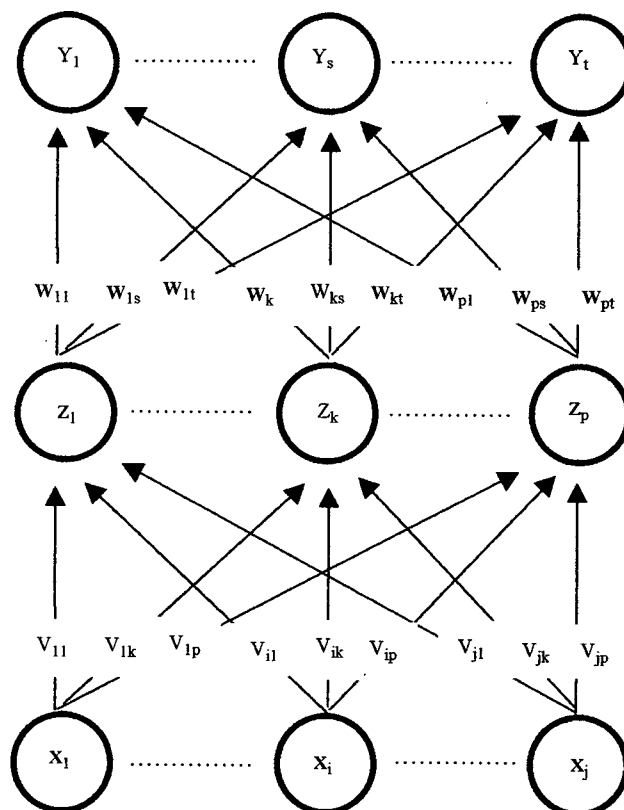 Y₁ Yₛ Yₜ
W₁₁ W₁ₛ W₁ₜ Wₖ Wₖₛ Wₖₜ Wₚ₁ Wₚₛ Wₚₜ
Z₁ Zₖ Zₚ
V₁₁ V₁ₖ V₁ₚ Vᵢ₁ Vᵢₖ Vᵢₚ Vⱼ₁ Vⱼₖ Vⱼₚ
X₁ Xᵢ Xⱼ